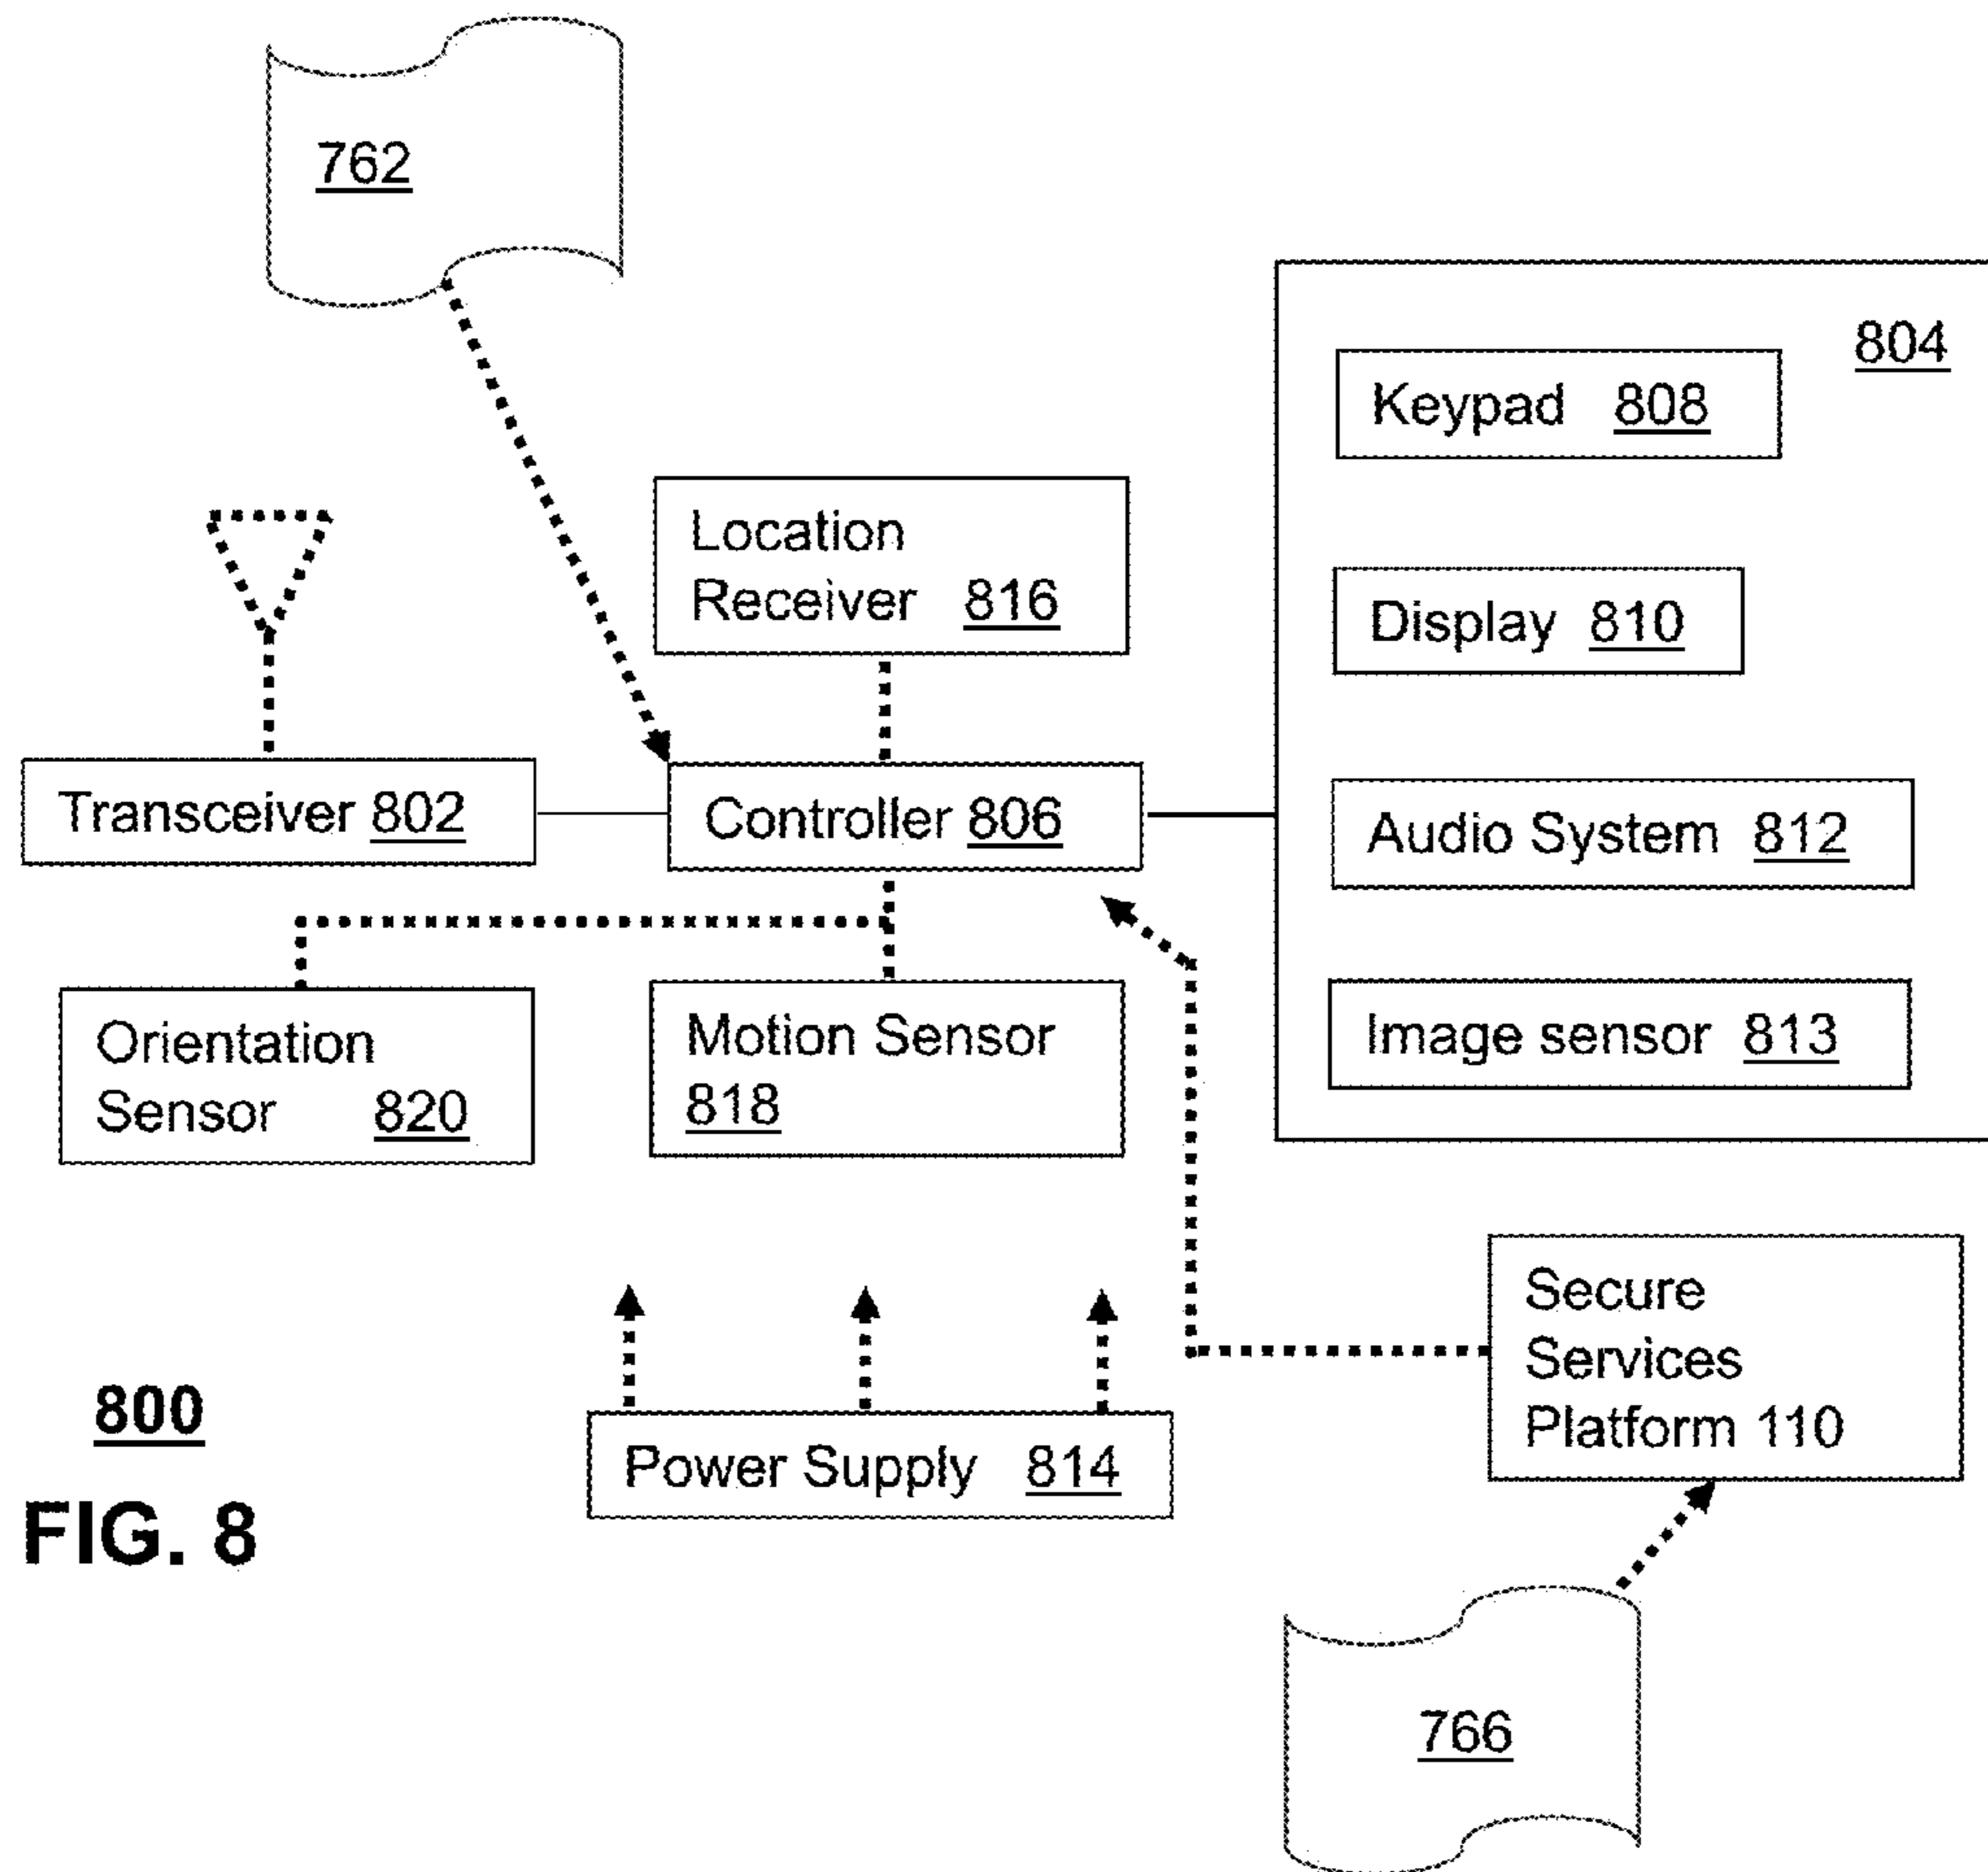 762
804
Keypad 808
Location
Receiver 816
Display 810
Transceiver 802
Controller 806
Audio System 812
Orientation
Sensor 820
Motion Sensor
818
Image sensor 813
Secure
Services
Platform 110
800
Power Supply 814
FIG. 8
766